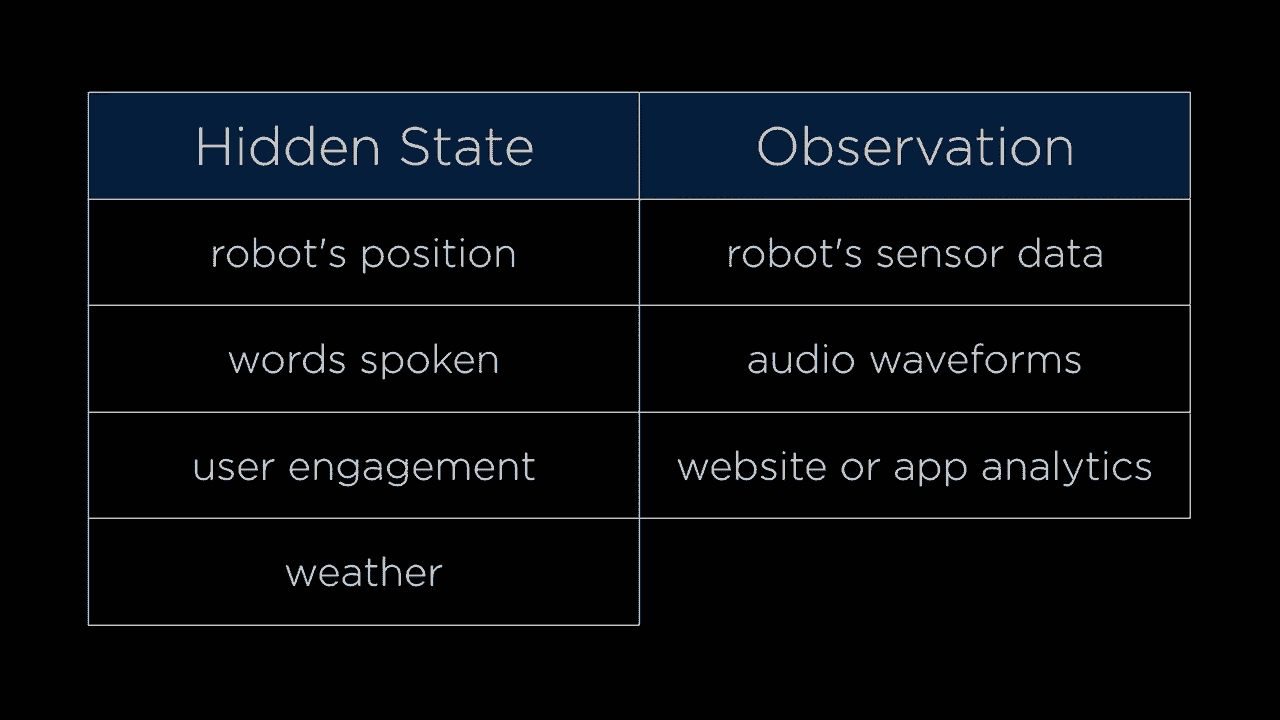 Hidden State
Observation
robot's position
robot's sensor data
words spoken
audio waveforms
user engagement
website or app analytics
weather